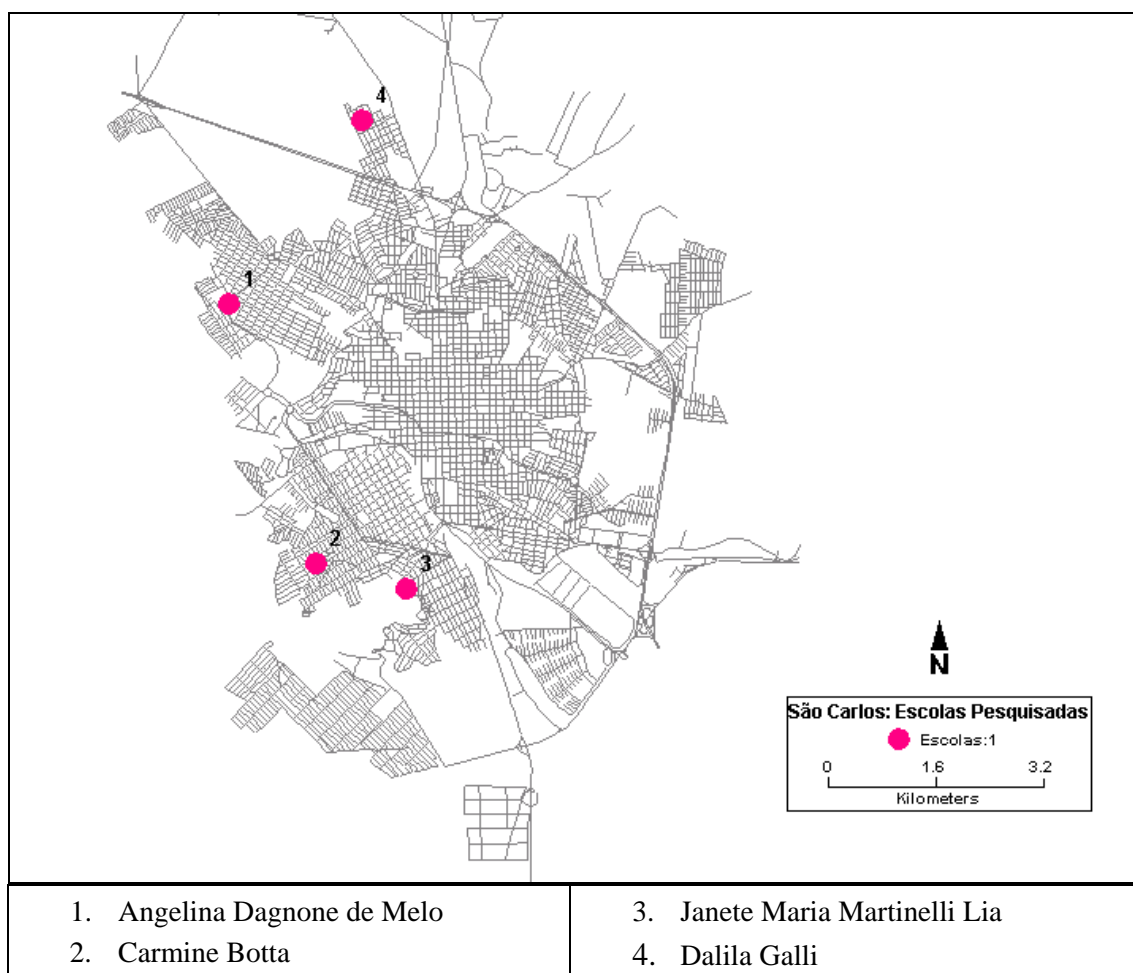 4
1
2
3
N
São Carlos: Escolas Pesquisadas
Escolas:1
0 1.6 3.2
Kilometers
1. Angelina Dagnone de Melo
2. Carmine Botta
3. Janete Maria Martinelli Lia
4. Dalila Galli